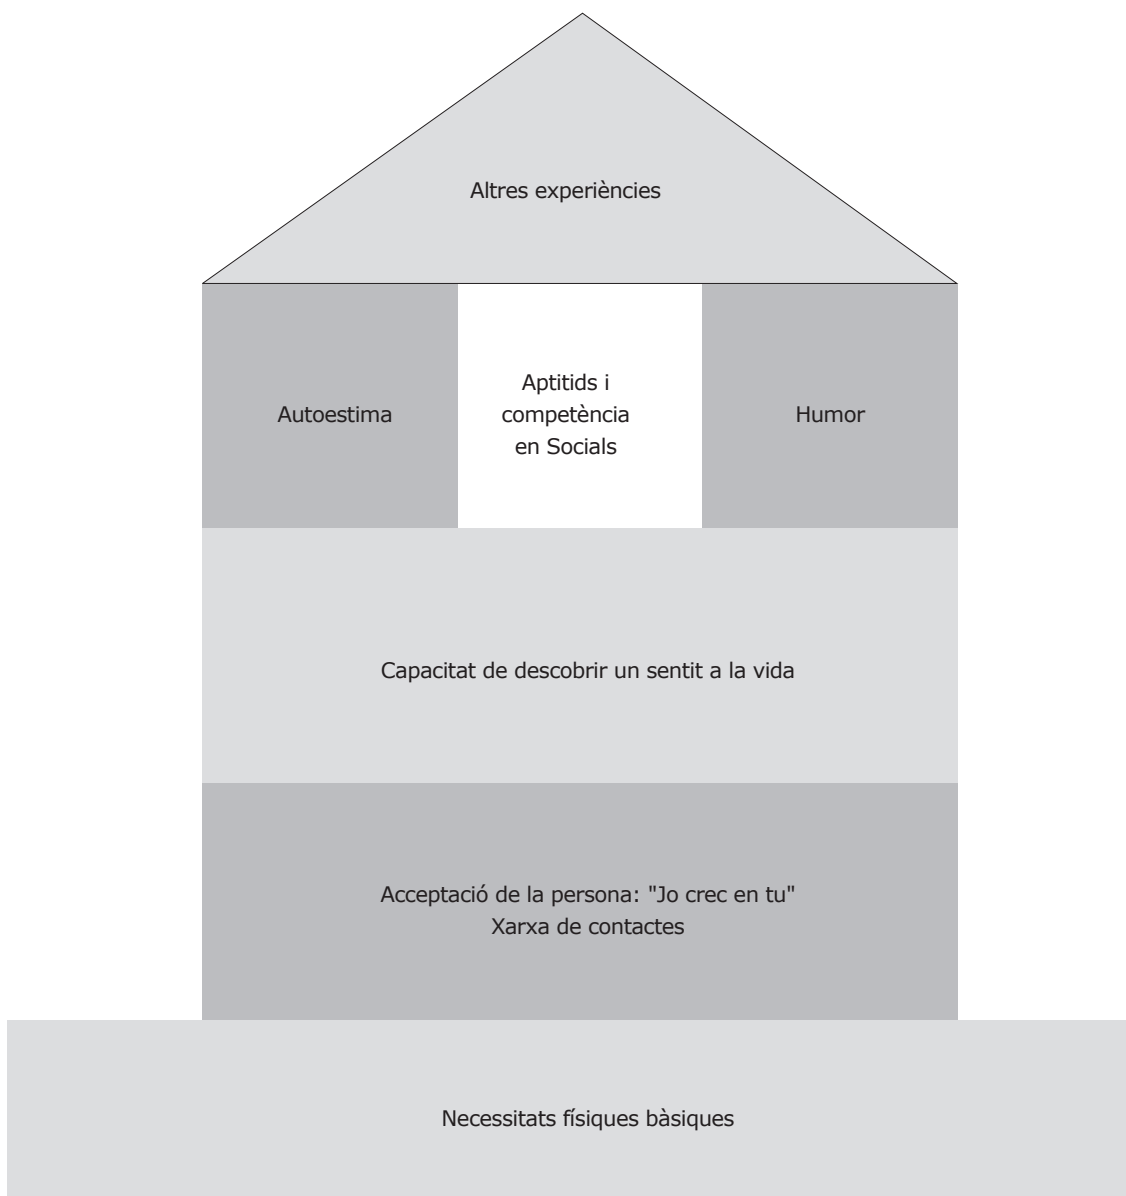 Altres experiències
Autoestima
Aptitids i
competència
en Socials
Humor
Capacitat de descobrir un sentit a la vida
Acceptació de la persona: "Jo crec en tu"
Xarxa de contactes
Necessitats físiques bàsiques